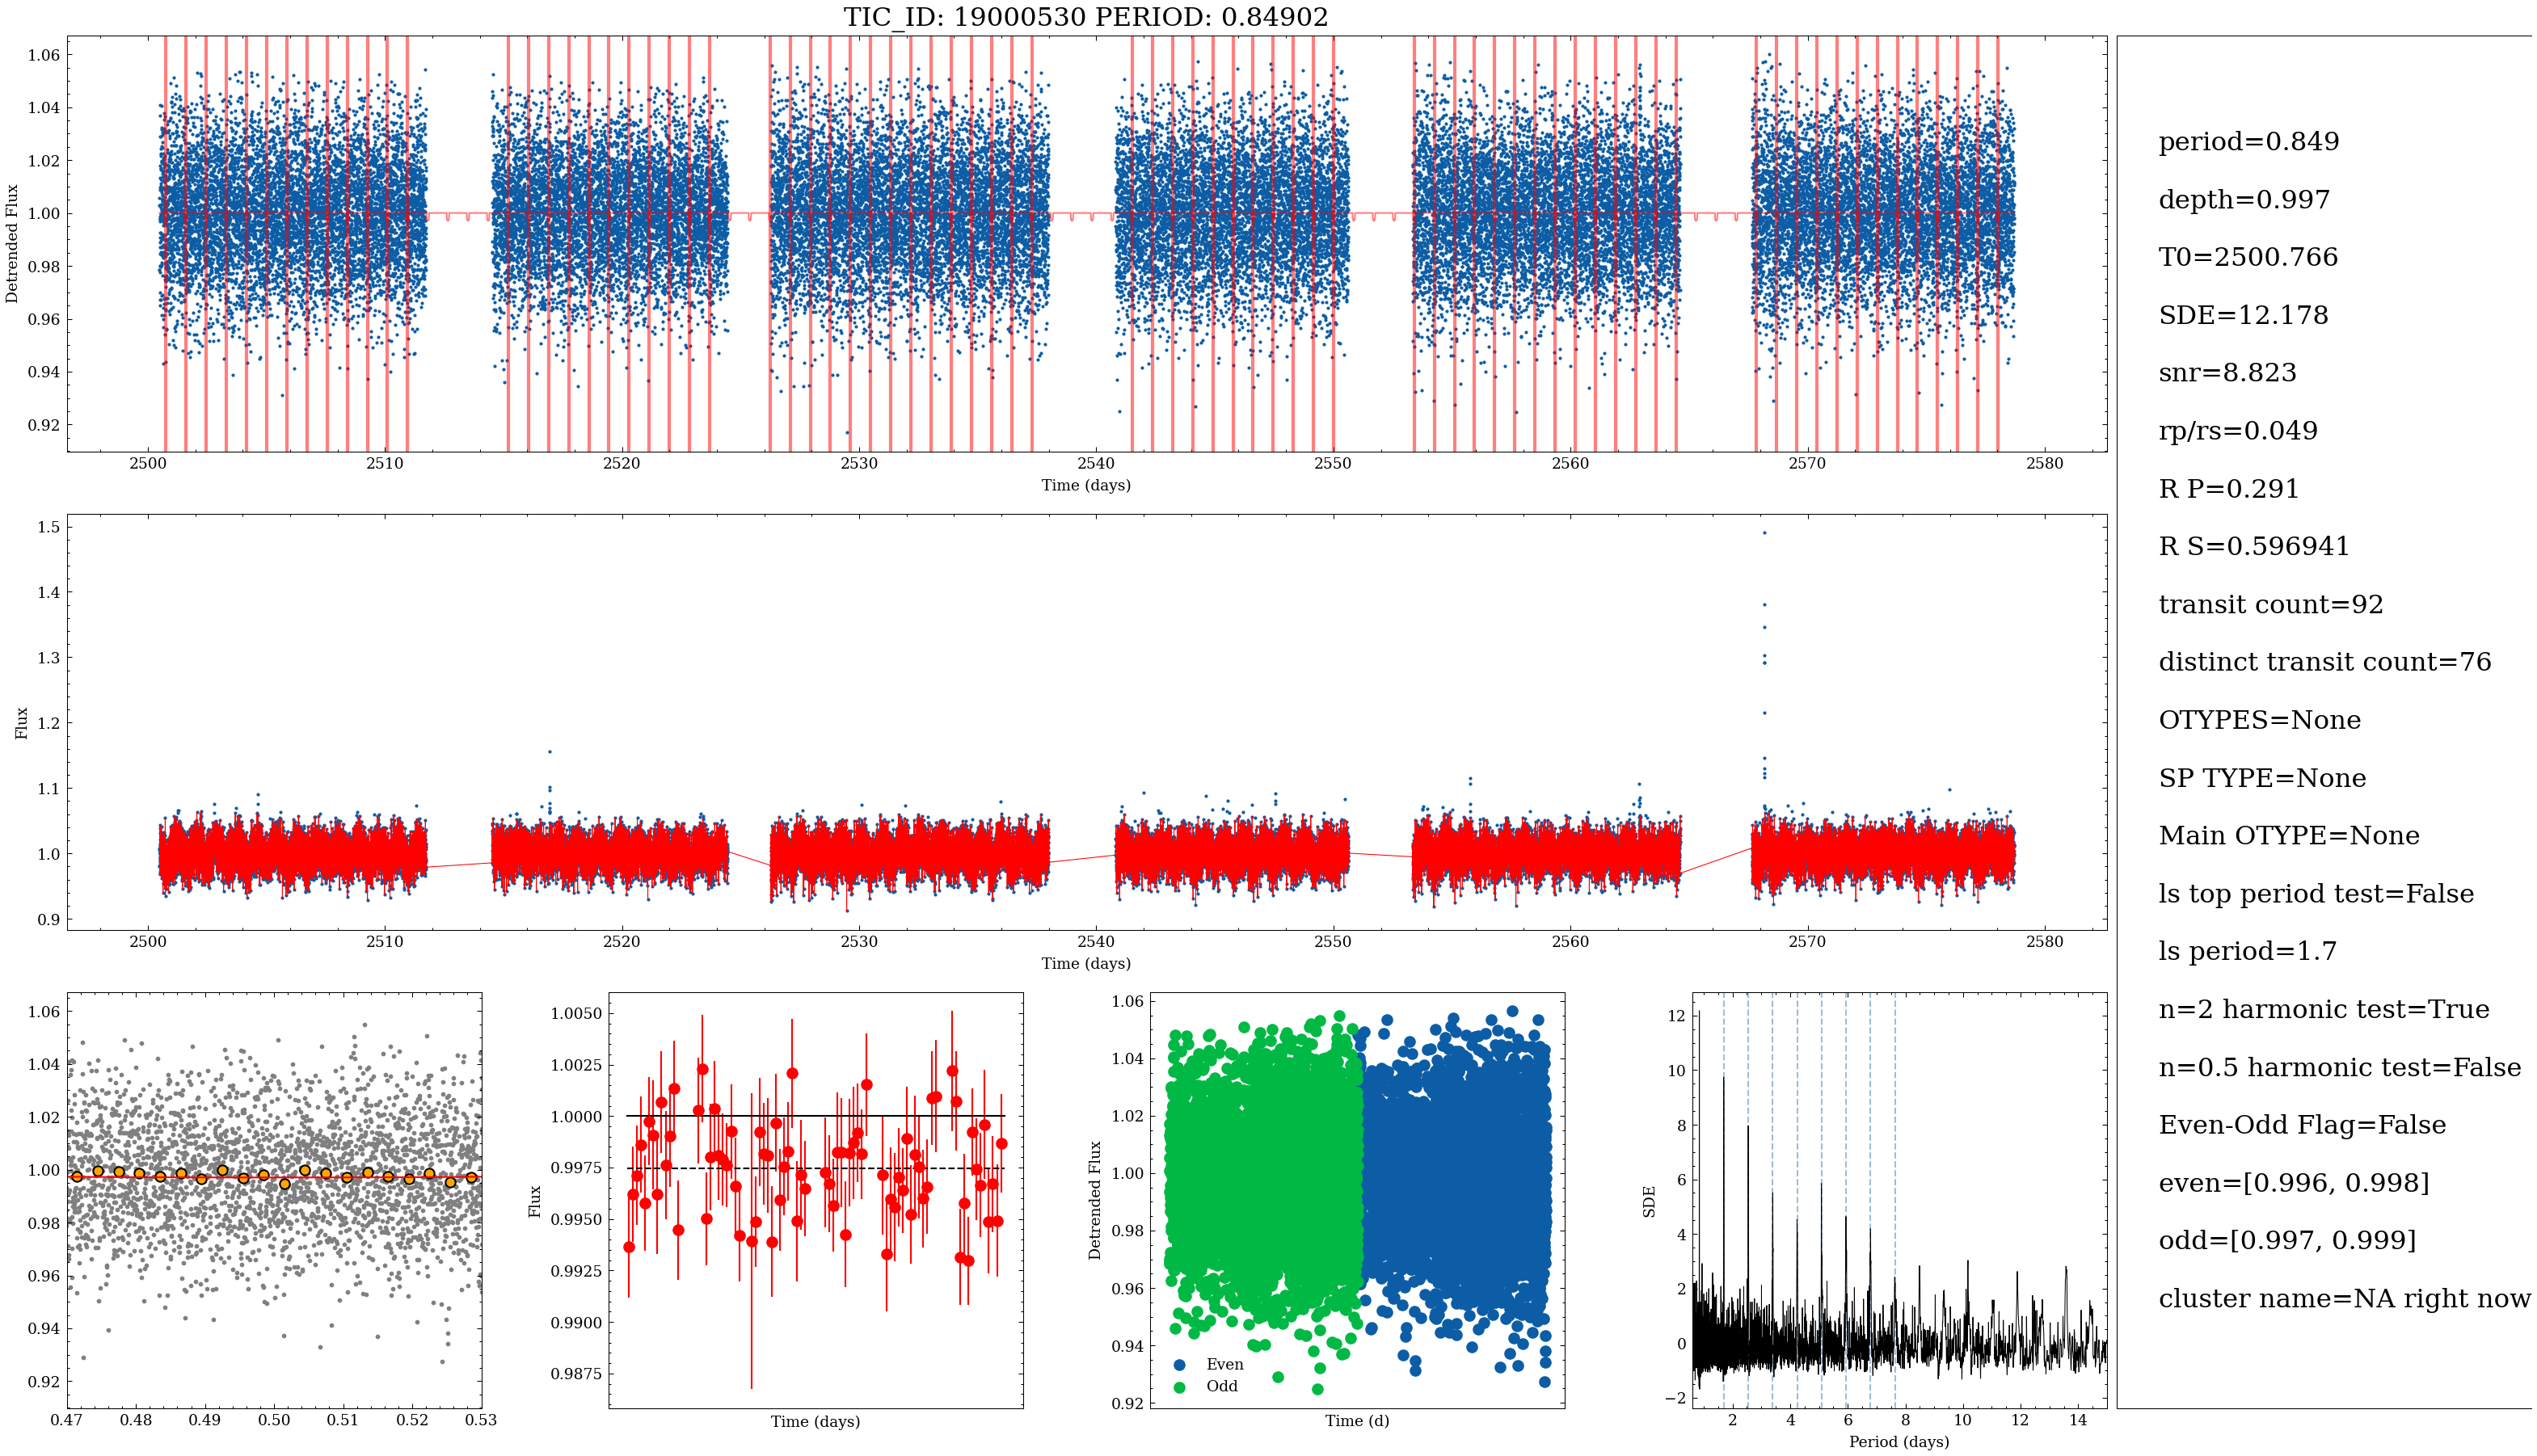 TIC_ID: 19000530 PERIOD: 0.84902
1.06
1.04
1.02
1.00
0.98
0.96
0.94
0.92
Detrended Flux
2500 2510 2520 2530 2540 2550 2560 2570 2580
Time (days)
1.5
1.4
1.3
1.2
1.1
1.0
0.9
Flux
2500 2510 2520 2530 2540 2550 2560 2570 2580
Time (days)
1.06
1.04
1.02
1.00
0.98
0.96
0.94
0.92
0.47 0.48 0.49 0.50 0.51 0.52 0.53
1.0050
1.0025
1.0000
0.9975
0.9950
0.9925
0.9900
0.9875
Flux
Time (days)
1.06
1.04
1.02
1.00
0.98
0.96
0.94
0.92
Detrended Flux
Even
Odd
Time (d)
12
10
8
6
4
2
0
−2
SDE
2 4 6 8 10 12 14
Period (days)
period=0.849
depth=0.997
T0=2500.766
SDE=12.178
snr=8.823
rp/rs=0.049
R P=0.291
R S=0.596941
transit count=92
distinct transit count=76
OTYPES=None
SP TYPE=None
Main OTYPE=None
ls top period test=False
ls period=1.7
n=2 harmonic test=True
n=0.5 harmonic test=False
Even-Odd Flag=False
even=[0.996, 0.998]
odd=[0.997, 0.999]
cluster name=NA right now